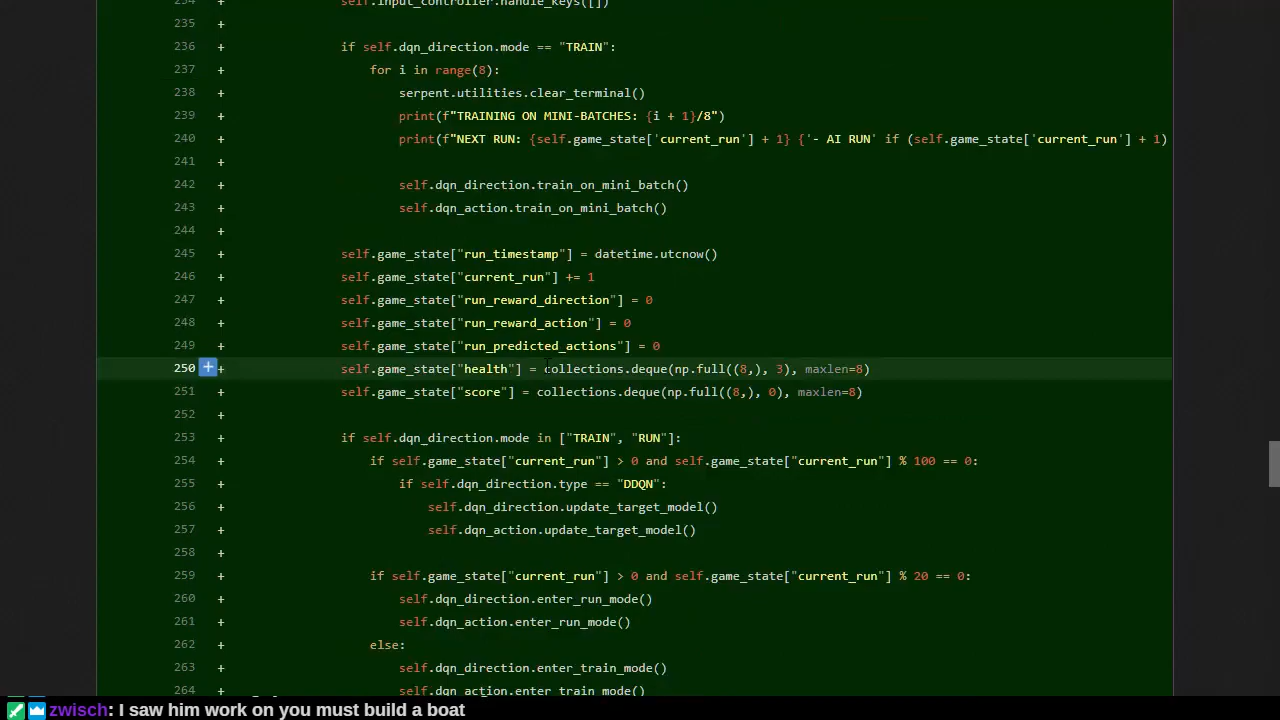 234 + self.input_controller.handle_keys([])
235 +
236 + if self.dqn_direction.mode == "TRAIN":
237 + for i in range(8):
238 + serpent.utilities.clear_terminal()
239 + print(f"TRAINING ON MINI-BATCHES: {i + 1}/8")
240 + print(f"NEXT RUN: {self.game_state['current_run'] + 1} {'- AI RUN' if (self.game_state['current_run'] + 1)
241 +
242 + self.dqn_direction.train_on_mini_batch()
243 + self.dqn_action.train_on_mini_batch()
244 +
245 + self.game_state["run_timestamp"] = datetime.utcnow()
246 + self.game_state["current_run"] += 1
247 + self.game_state["run_reward_direction"] = 0
248 + self.game_state["run_reward_action"] = 0
249 + self.game_state["run_predicted_actions"] = 0
250 + + self.game_state["health"] = collections.deque(np.full((8,), 3), maxlen=8)
251 + self.game_state["score"] = collections.deque(np.full((8,), 0), maxlen=8)
252 +
253 + if self.dqn_direction.mode in ["TRAIN", "RUN"]:
254 + if self.game_state["current_run"] > 0 and self.game_state["current_run"] % 100 == 0:
255 + if self.dqn_direction.type == "DDQN":
256 + self.dqn_direction.update_target_model()
257 + self.dqn_action.update_target_model()
258 +
259 + if self.game_state["current_run"] > 0 and self.game_state["current_run"] % 20 == 0:
260 + self.dqn_direction.enter_run_mode()
261 + self.dqn_action.enter_run_mode()
262 + else:
263 + self.dqn_direction.enter_train_mode()
264 + self.dqn_action.enter_train_mode()
zwisch: I saw him work on you must build a boat